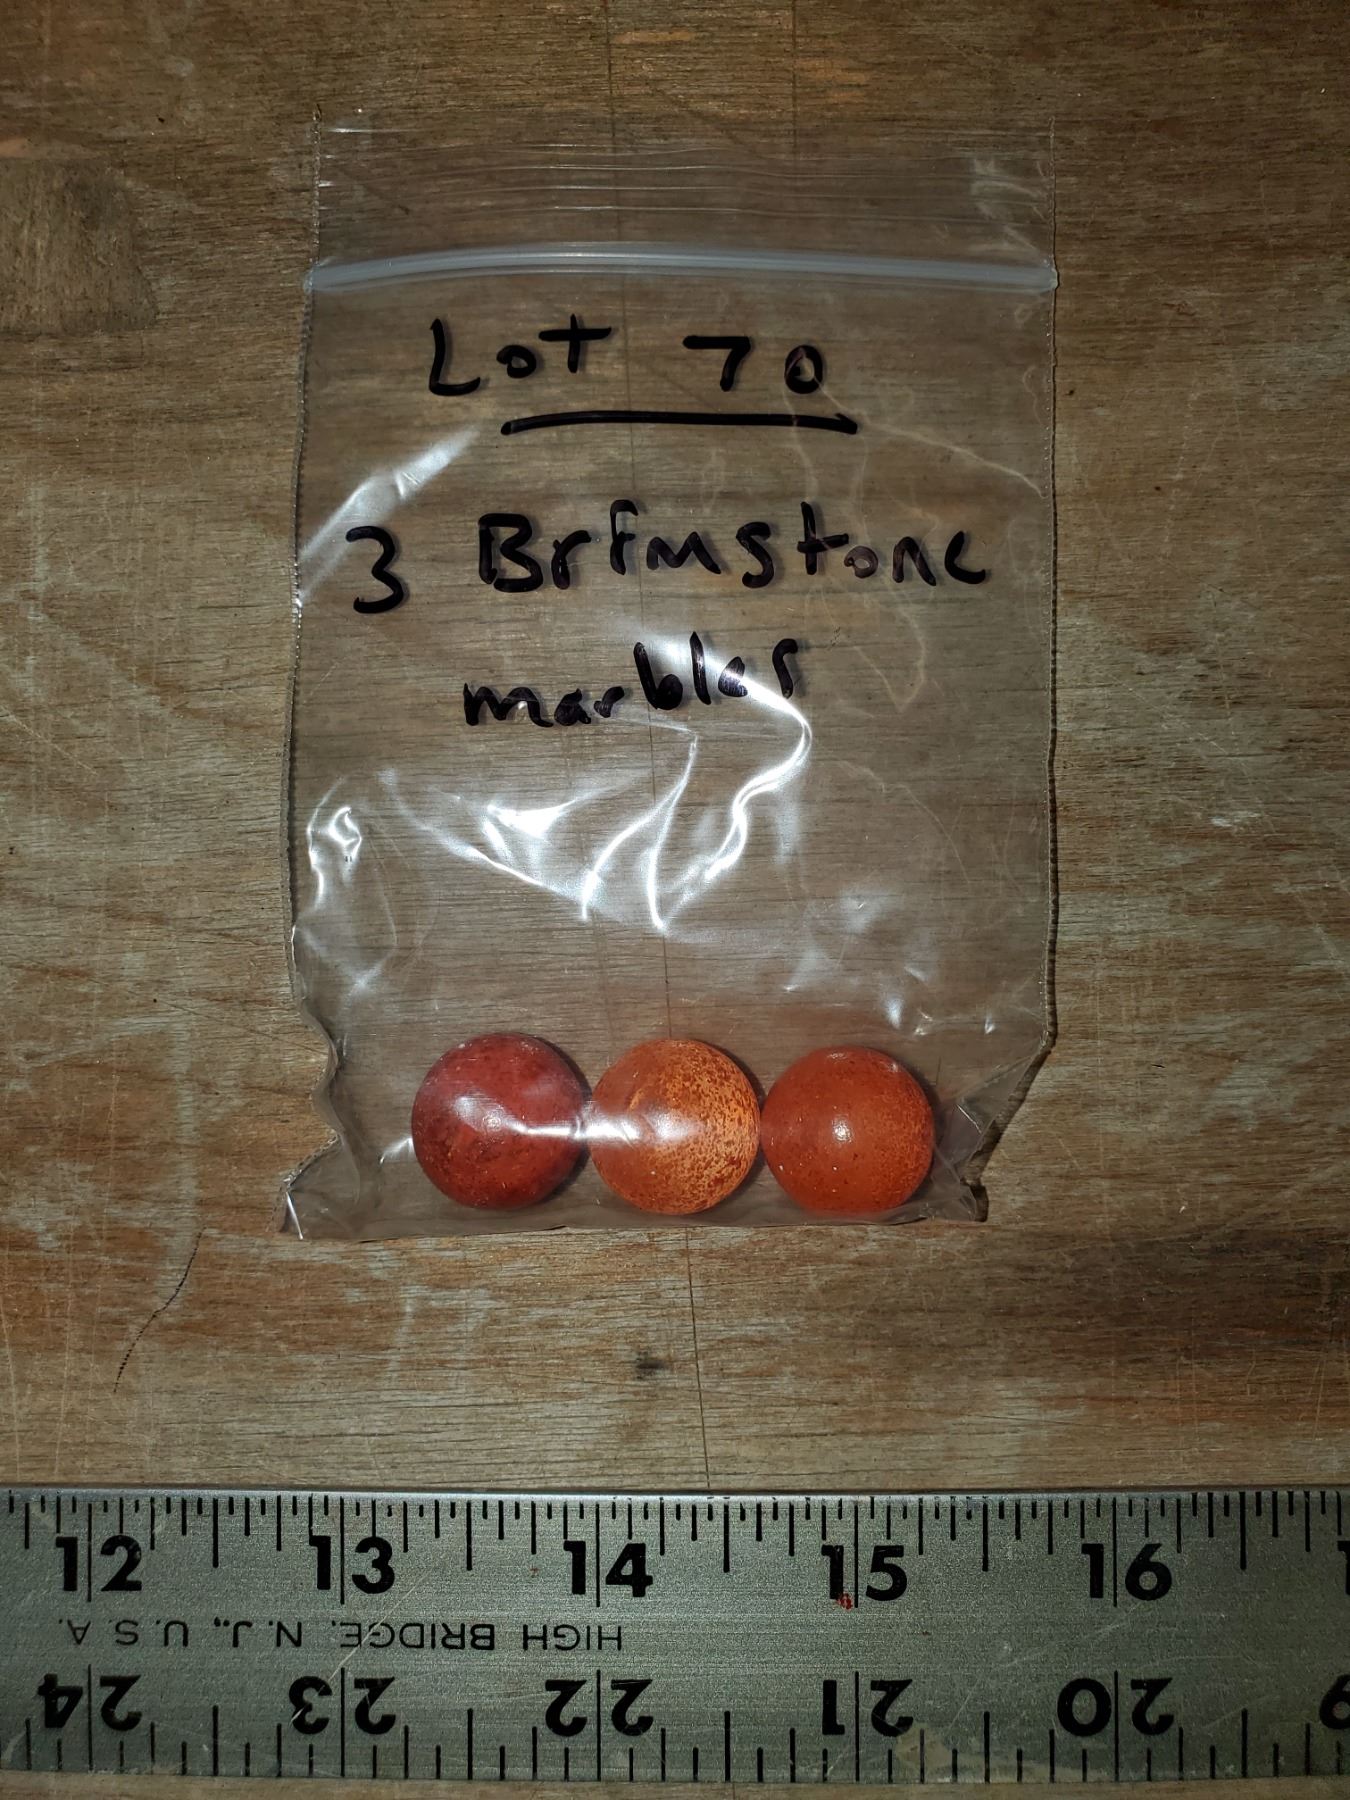 Lot 70
3 Brimstone
marbles
12 13 14 15 16
HIGH BRIDGE, N.J., U.S.A.
24 23 22 21 20